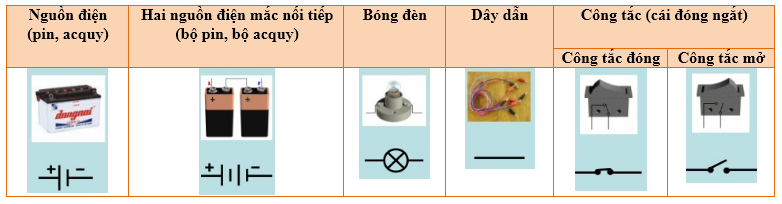 Nguồn điện
(pin, acquy)
Hai nguồn điện mắc nối tiếp
(bộ pin, bộ acquy)
Bóng đèn
Dây dẫn
Công tắc (cái đóng ngắt)
Công tắc đóng
Công tắc mở
dongnai
+
+
+ −
+ −